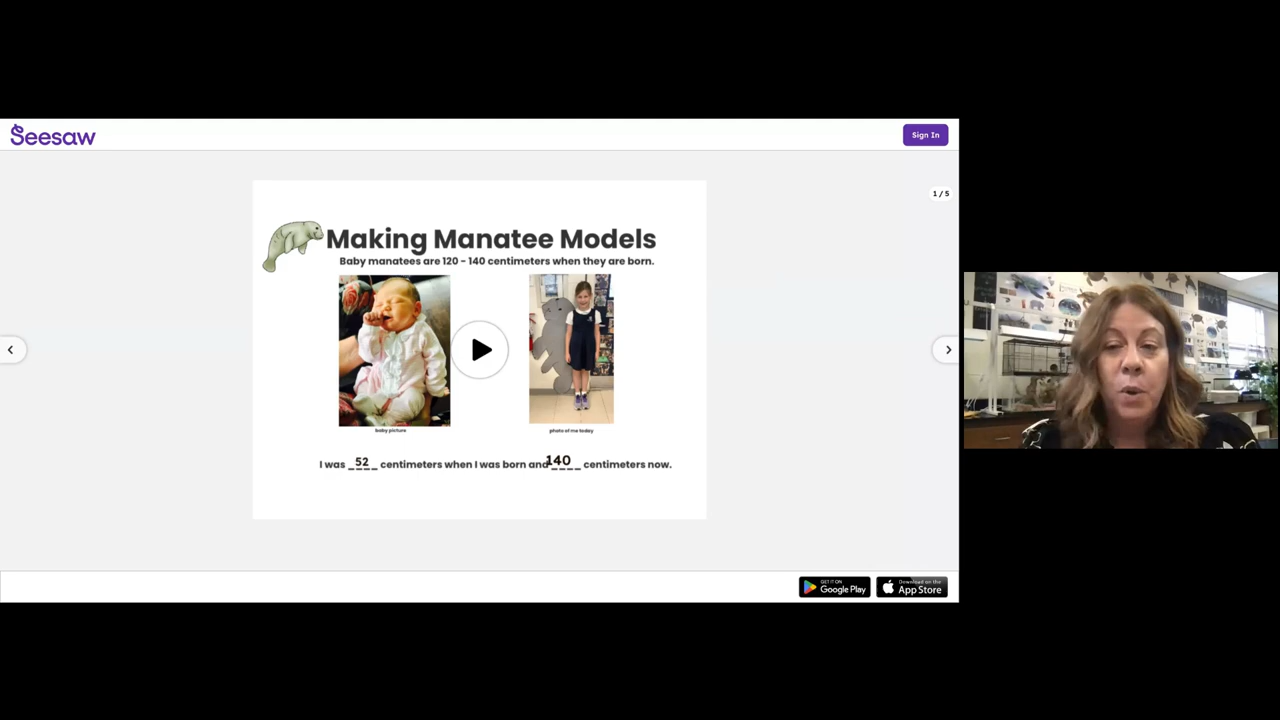 Seesaw
Sign In
1 / 5
Making Manatee Models
Baby manatees are 120 - 140 centimeters when they are born.
baby picture
photo of me today
I was _52_ centimeters when I was born and 140 centimeters now.
GET IT ON
Google Play
Download on the
App Store